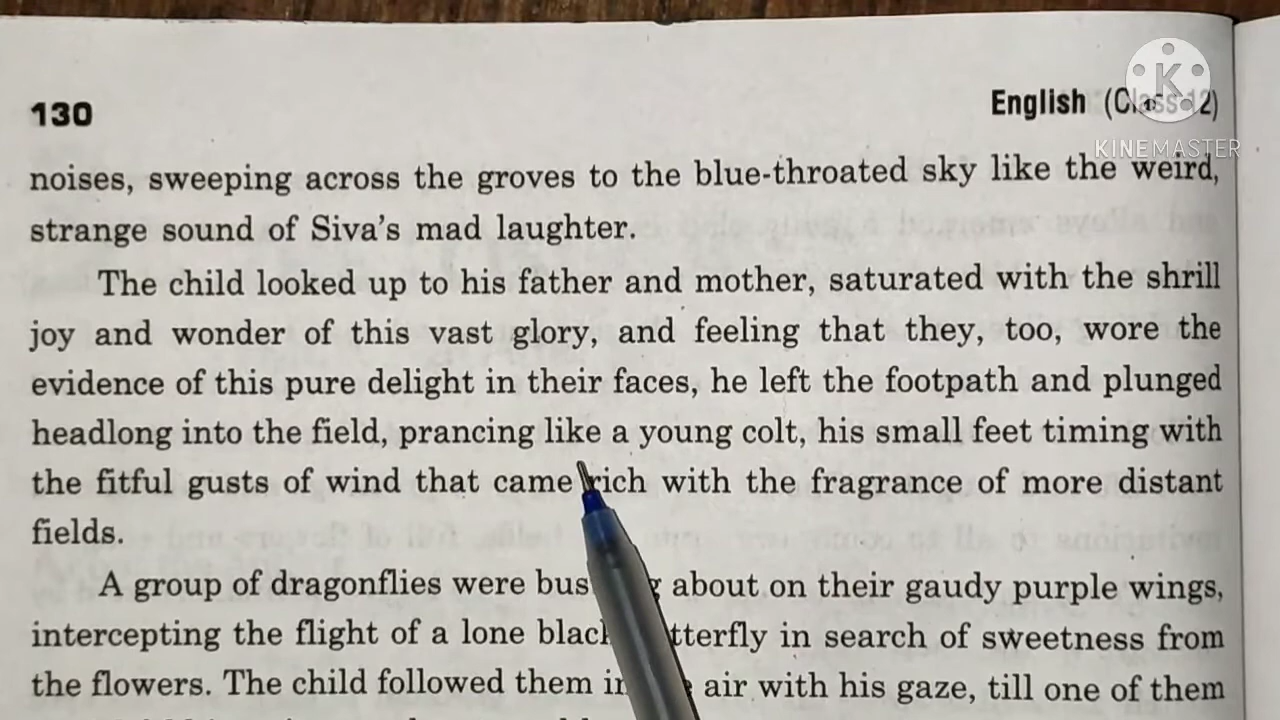 130
English (Class 12)
K
KINEMASTER
noises, sweeping across the groves to the blue-throated sky like the weird,
strange sound of Siva's mad laughter.
The child looked up to his father and mother, saturated with the shrill
joy and wonder of this vast glory, and feeling that they, too, wore the
evidence of this pure delight in their faces, he left the footpath and plunged
headlong into the field, prancing like a young colt, his small feet timing with
the fitful gusts of wind that came rich with the fragrance of more distant
fields.
A group of dragonflies were about on their gaudy purple wings,
intercepting the flight of a lone black in search of sweetness from
the flowers. The child followed them air with his gaze, till one of them